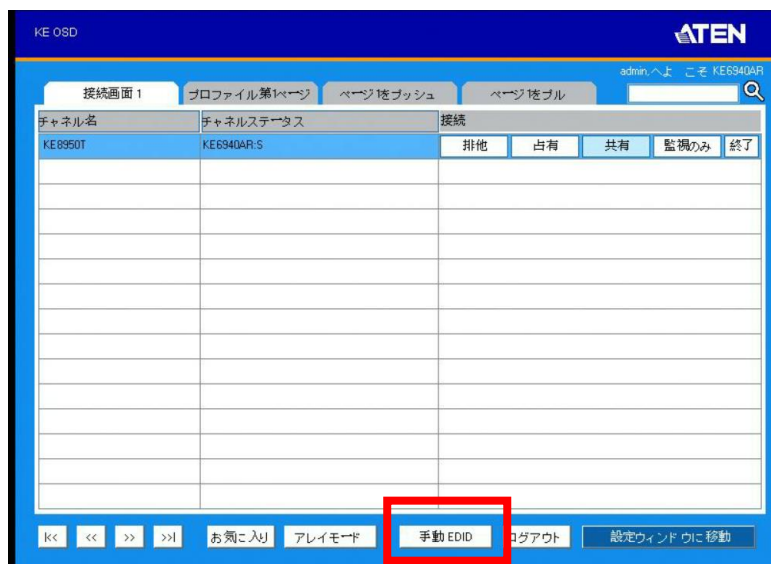 KE OSD
ATEN
admin,へよ こそ KE6940AR
接続画面 1 プロファイル第1ページ ページ1をプッシュ ページ1をプル
チャネル名 チャネルステータス 接続
KE8950T KE6940AR:S 排他 占有 共有 監視のみ 終了
|<< << >> >>| お気に入り アレイモード 手動 EDID ログアウト 設定ウィンドウに移動